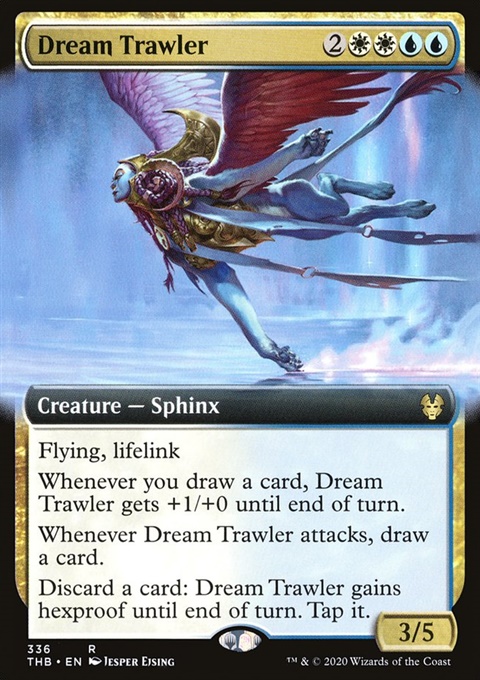 Dream Trawler 2
Creature — Sphinx
Flying, lifelink
Whenever you draw a card, Dream
Trawler gets +1/+0 until end of turn.
Whenever Dream Trawler attacks, draw
a card.
Discard a card: Dream Trawler gains
hexproof until end of turn. Tap it.
3/5
336 R
THB • EN Jesper Eising
™ & © 2020 Wizards of the Coast